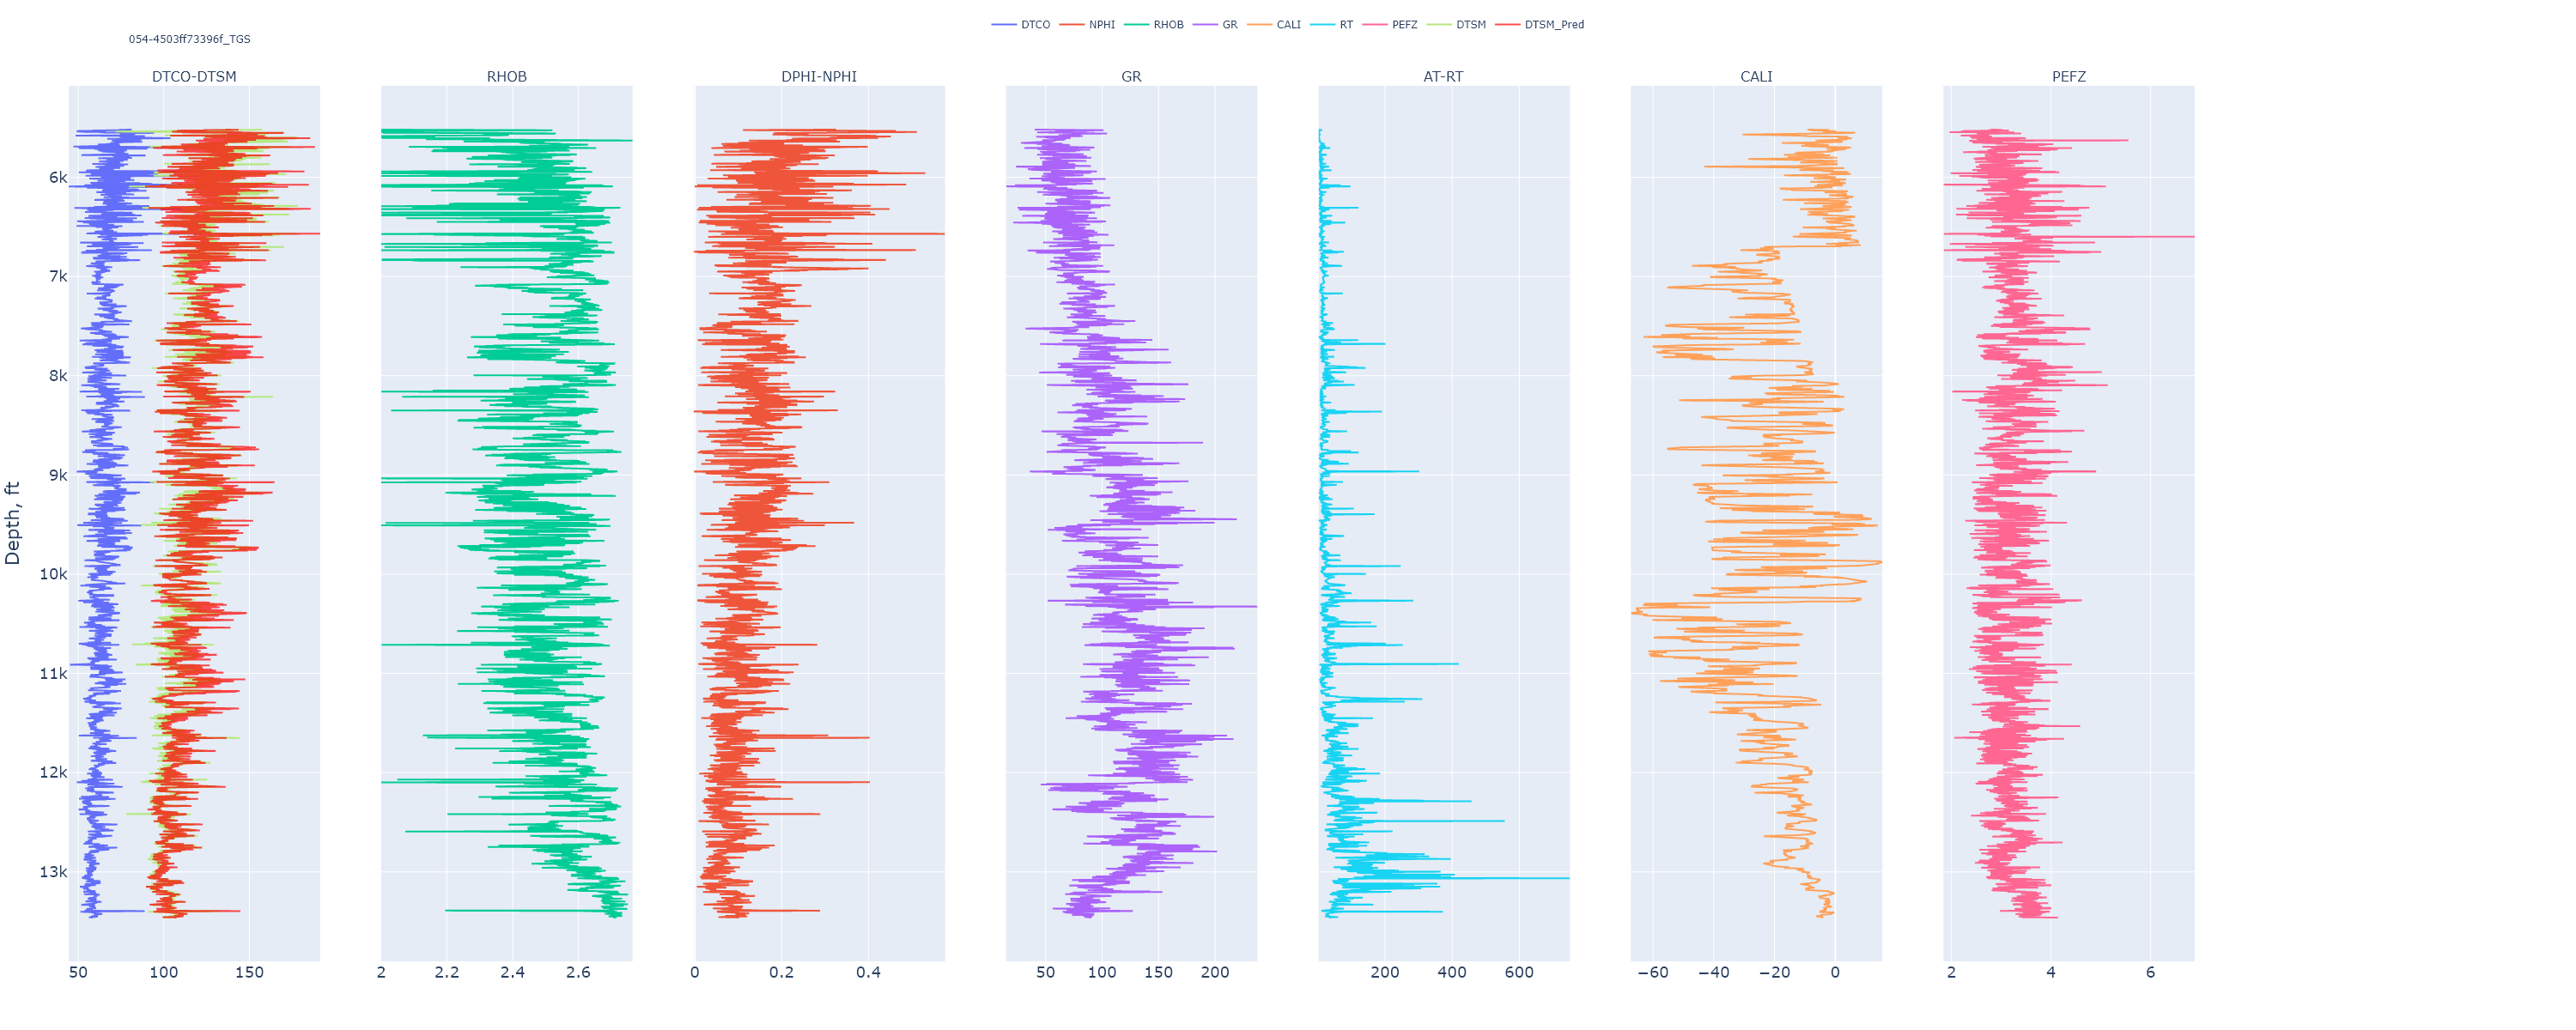 DTCO NPHI RHOB GR CALI RT PEFZ DTSM DTSM_Pred
054-4503ff73396f_TGS
DTCO-DTSM RHOB DPHI-NPHI GR AT-RT CALI PEFZ
Depth, ft
6k
7k
8k
9k
10k
11k
12k
13k
50 100 150 2 2.2 2.4 2.6 0 0.2 0.4 50 100 150 200 200 400 600 −60 −40 −20 0 2 4 6